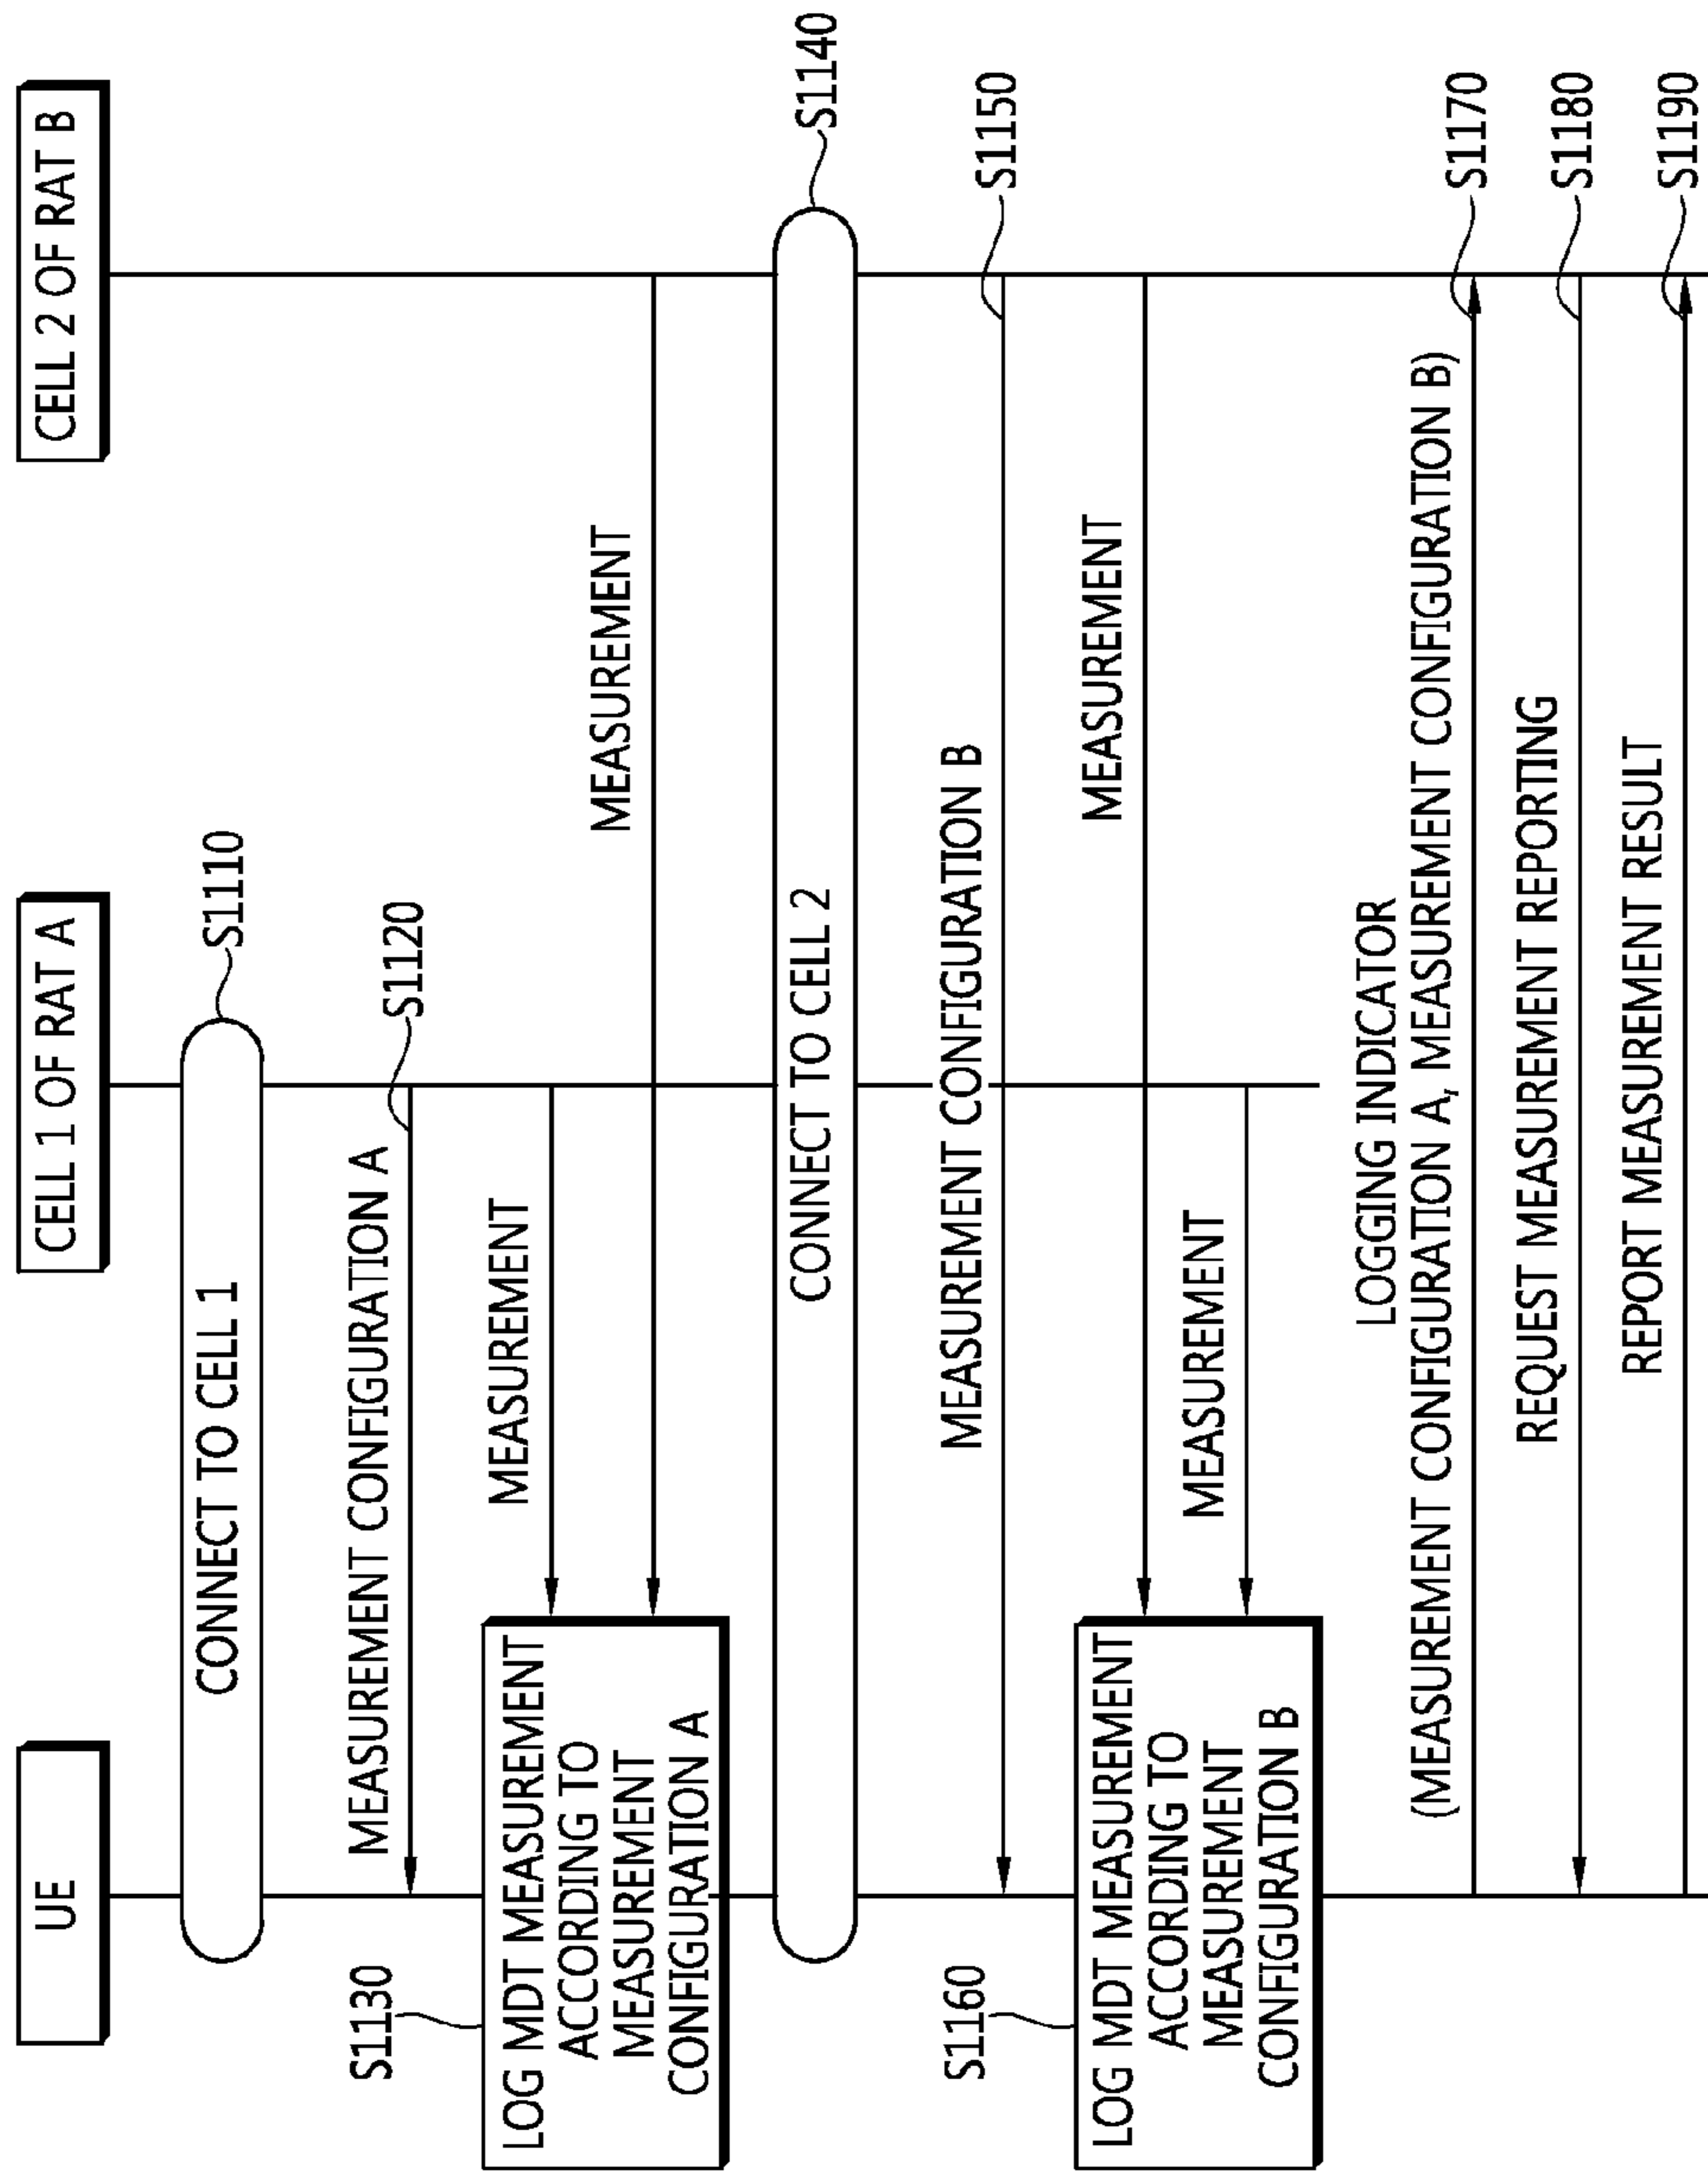 UE
CELL 1 OF RAT A
CELL 2 OF RAT B
CONNECT TO CELL 1
S1110
MEASUREMENT CONFIGURATION A
S1120
S1130
LOG MDT MEASUREMENT
ACCORDING TO
MEASUREMENT
CONFIGURATION A
MEASUREMENT
MEASUREMENT
CONNECT TO CELL 2
S1140
MEASUREMENT CONFIGURATION B
S1150
S1160
LOG MDT MEASUREMENT
ACCORDING TO
MEASUREMENT
CONFIGURATION B
MEASUREMENT
MEASUREMENT
LOGGING INDICATOR
(MEASUREMENT CONFIGURATION A, MEASUREMENT CONFIGURATION B)
S1170
REQUEST MEASUREMENT REPORTING
S1180
REPORT MEASUREMENT RESULT
S1190